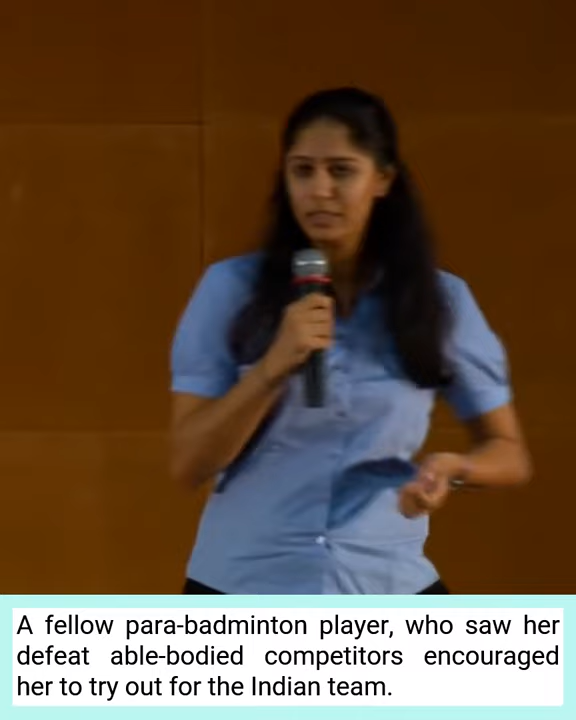 A fellow para-badminton player, who saw her
defeat able-bodied competitors encouraged
her to try out for the Indian team.